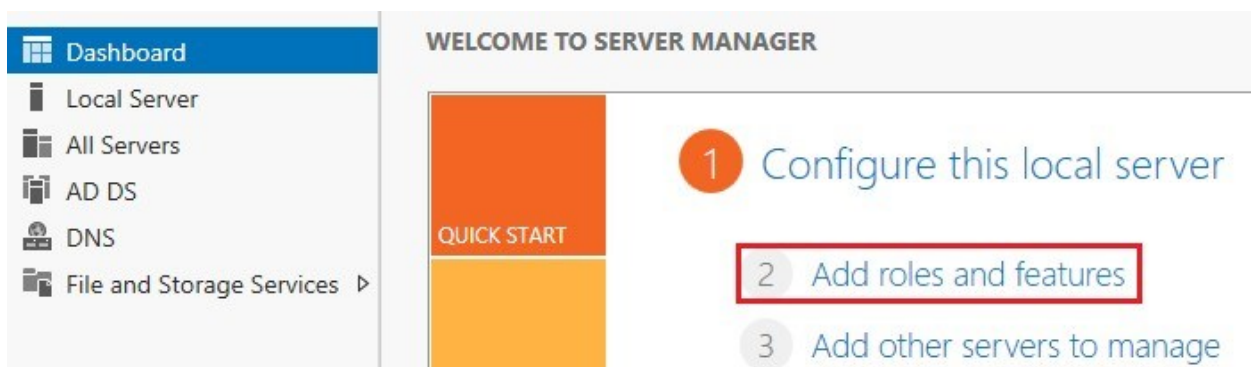 Dashboard
Local Server
All Servers
AD DS
DNS
File and Storage Services
WELCOME TO SERVER MANAGER
QUICK START
1 Configure this local server
2 Add roles and features
3 Add other servers to manage